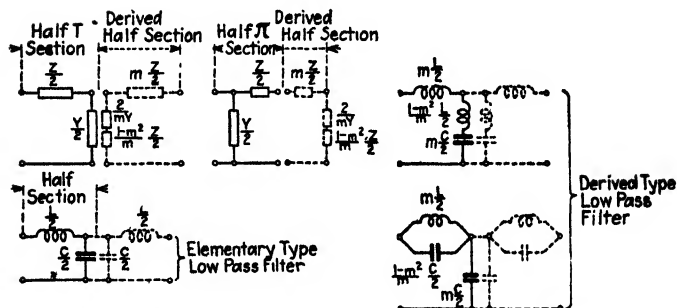 Half T
Section
Derived
Half Section
Half π
Section
Derived
Half Section
Z/2
m Z/2
Y/2
2/mY
1-m²/m Z/2
Z/2
m Z/2
Y/2
2/mY
1-m²/m · Z/2
m L/2
1-m²/m L/2
m C/2
Half
Section
L/2
L/2
C/2
C/2
Elementary Type
Low Pass Filter
m L/2
1-m²/m C/2
m C/2
Derived Type
Low Pass
Filter